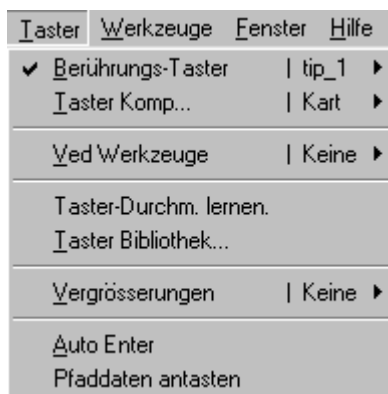 Taster Werkzeuge Fenster Hilfe
Berührungs-Taster | tip_1
Taster Komp... | Kart
Ved Werkzeuge | Keine
Taster-Durchm. lernen.
Taster Bibliothek...
Vergrösserungen | Keine
Auto Enter
Pfaddaten antasten